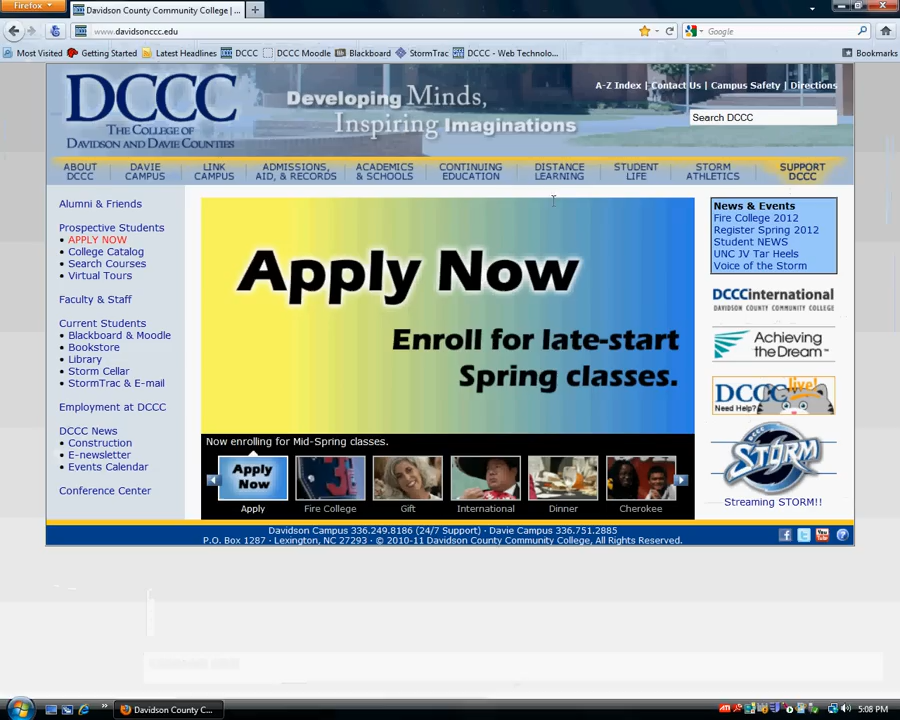 Firefox
Davidson County Community College | ...
www.davidsonccc.edu
Google
Most Visited
Getting Started
Latest Headlines
DCCC
DCCC Moodle
Blackboard
StormTrac
DCCC - Web Technolo...
Bookmarks
DCCC
THE COLLEGE OF
DAVIDSON AND DAVIE COUNTIES
Developing Minds,
Inspiring Imaginations
A-Z Index | Contact Us | Campus Safety | Directions
Search DCCC
ABOUT
DCCC
DAVIE
CAMPUS
LINK
CAMPUS
ADMISSIONS,
AID, & RECORDS
ACADEMICS
& SCHOOLS
CONTINUING
EDUCATION
DISTANCE
LEARNING
STUDENT
LIFE
STORM
ATHLETICS
SUPPORT
DCCC
Alumni & Friends
Prospective Students
• APPLY NOW
• College Catalog
• Search Courses
• Virtual Tours
Faculty & Staff
Current Students
• Blackboard & Moodle
• Bookstore
• Library
• Storm Cellar
• StormTrac & E-mail
Employment at DCCC
DCCC News
• Construction
• E-newsletter
• Events Calendar
Conference Center
Apply Now
Enroll for late-start
Spring classes.
Now enrolling for Mid-Spring classes.
Apply
Now
Apply
Fire College
Gift
International
Dinner
Cherokee
News & Events
Fire College 2012
Register Spring 2012
Student NEWS
UNC JV Tar Heels
Voice of the Storm
DCCCinternational
DAVIDSON COUNTY COMMUNITY COLLEGE
Achieving
the Dream™
DCCC live!
Need Help?
STORM
Streaming STORM!!
Davidson Campus 336.249.8186 (24/7 Support) · Davie Campus 336.751.2885
P.O. Box 1287 · Lexington, NC 27293 · © 2010-11 Davidson County Community College, All Rights Reserved.
Davidson County C...
5:08 PM